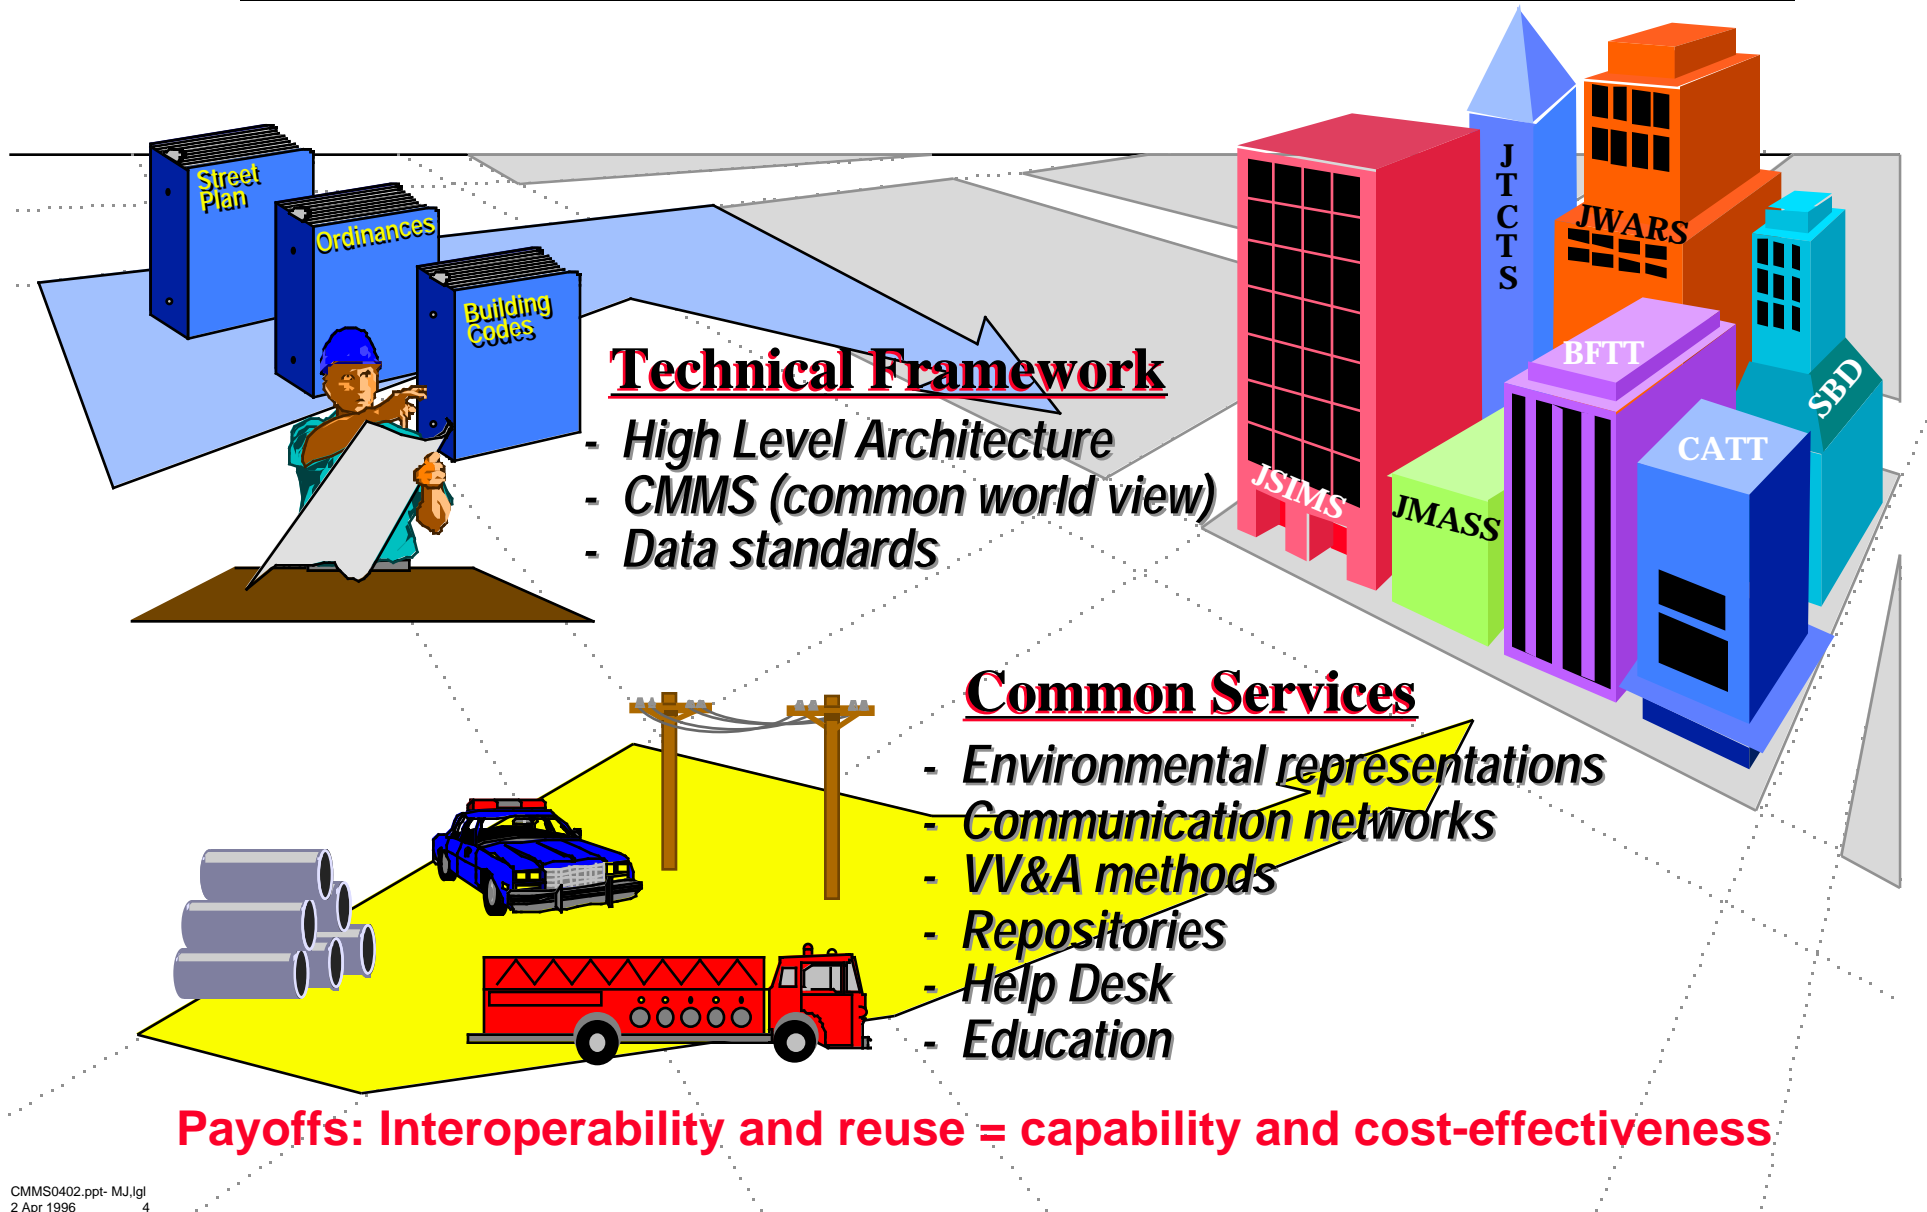 Street
Plan
Ordinances
Building
Codes
Technical Framework
- High Level Architecture
- CMMS (common world view)
- Data standards
JTCTS
JWARS
BFTT
SBD
CATT
JSIMS
JMASS
Common Services
- Environmental representations
- Communication networks
- VV&A methods
- Repositories
- Help Desk
- Education
Payoffs: Interoperability and reuse = capability and cost-effectiveness
CMMS0402.ppt- MJ,lgl
2 Apr 1996 4